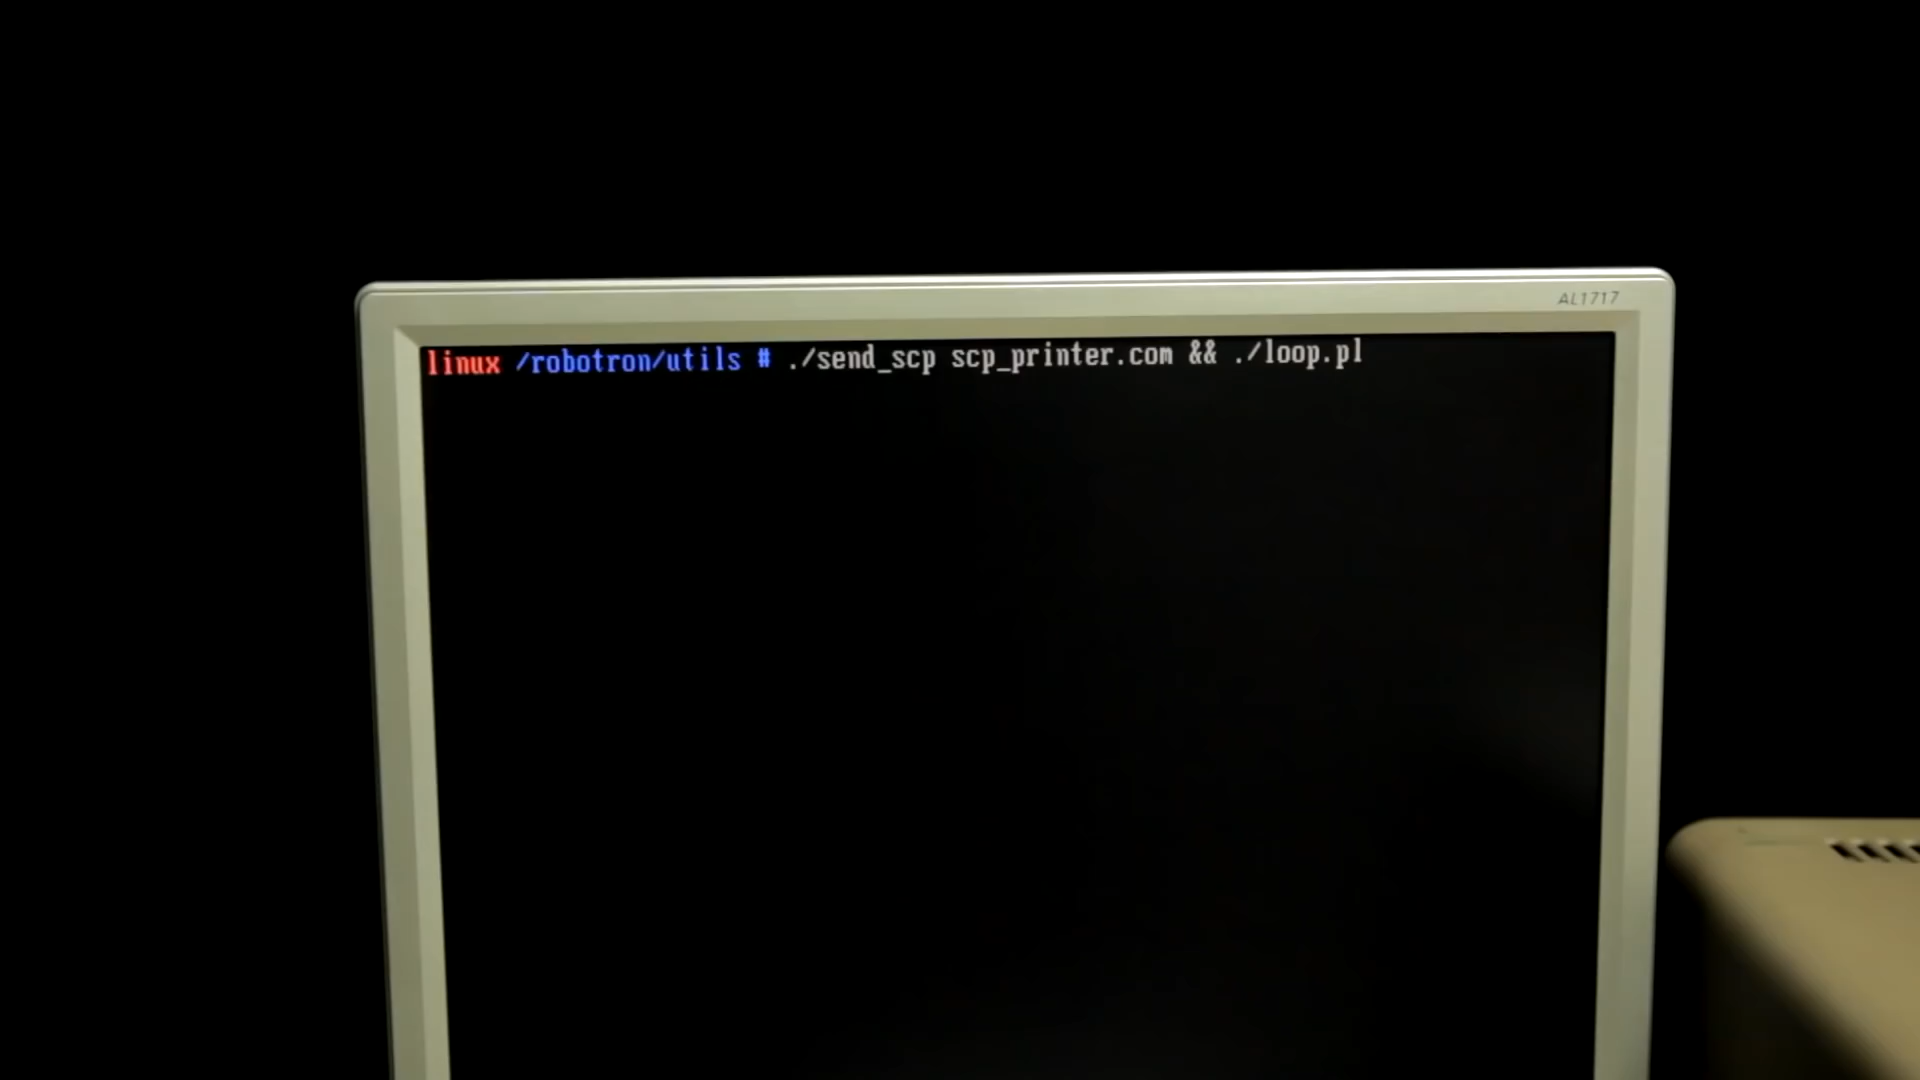 AL1717
linux /robotron/utils # ./send_scp scp_printer.com && ./loop.pl